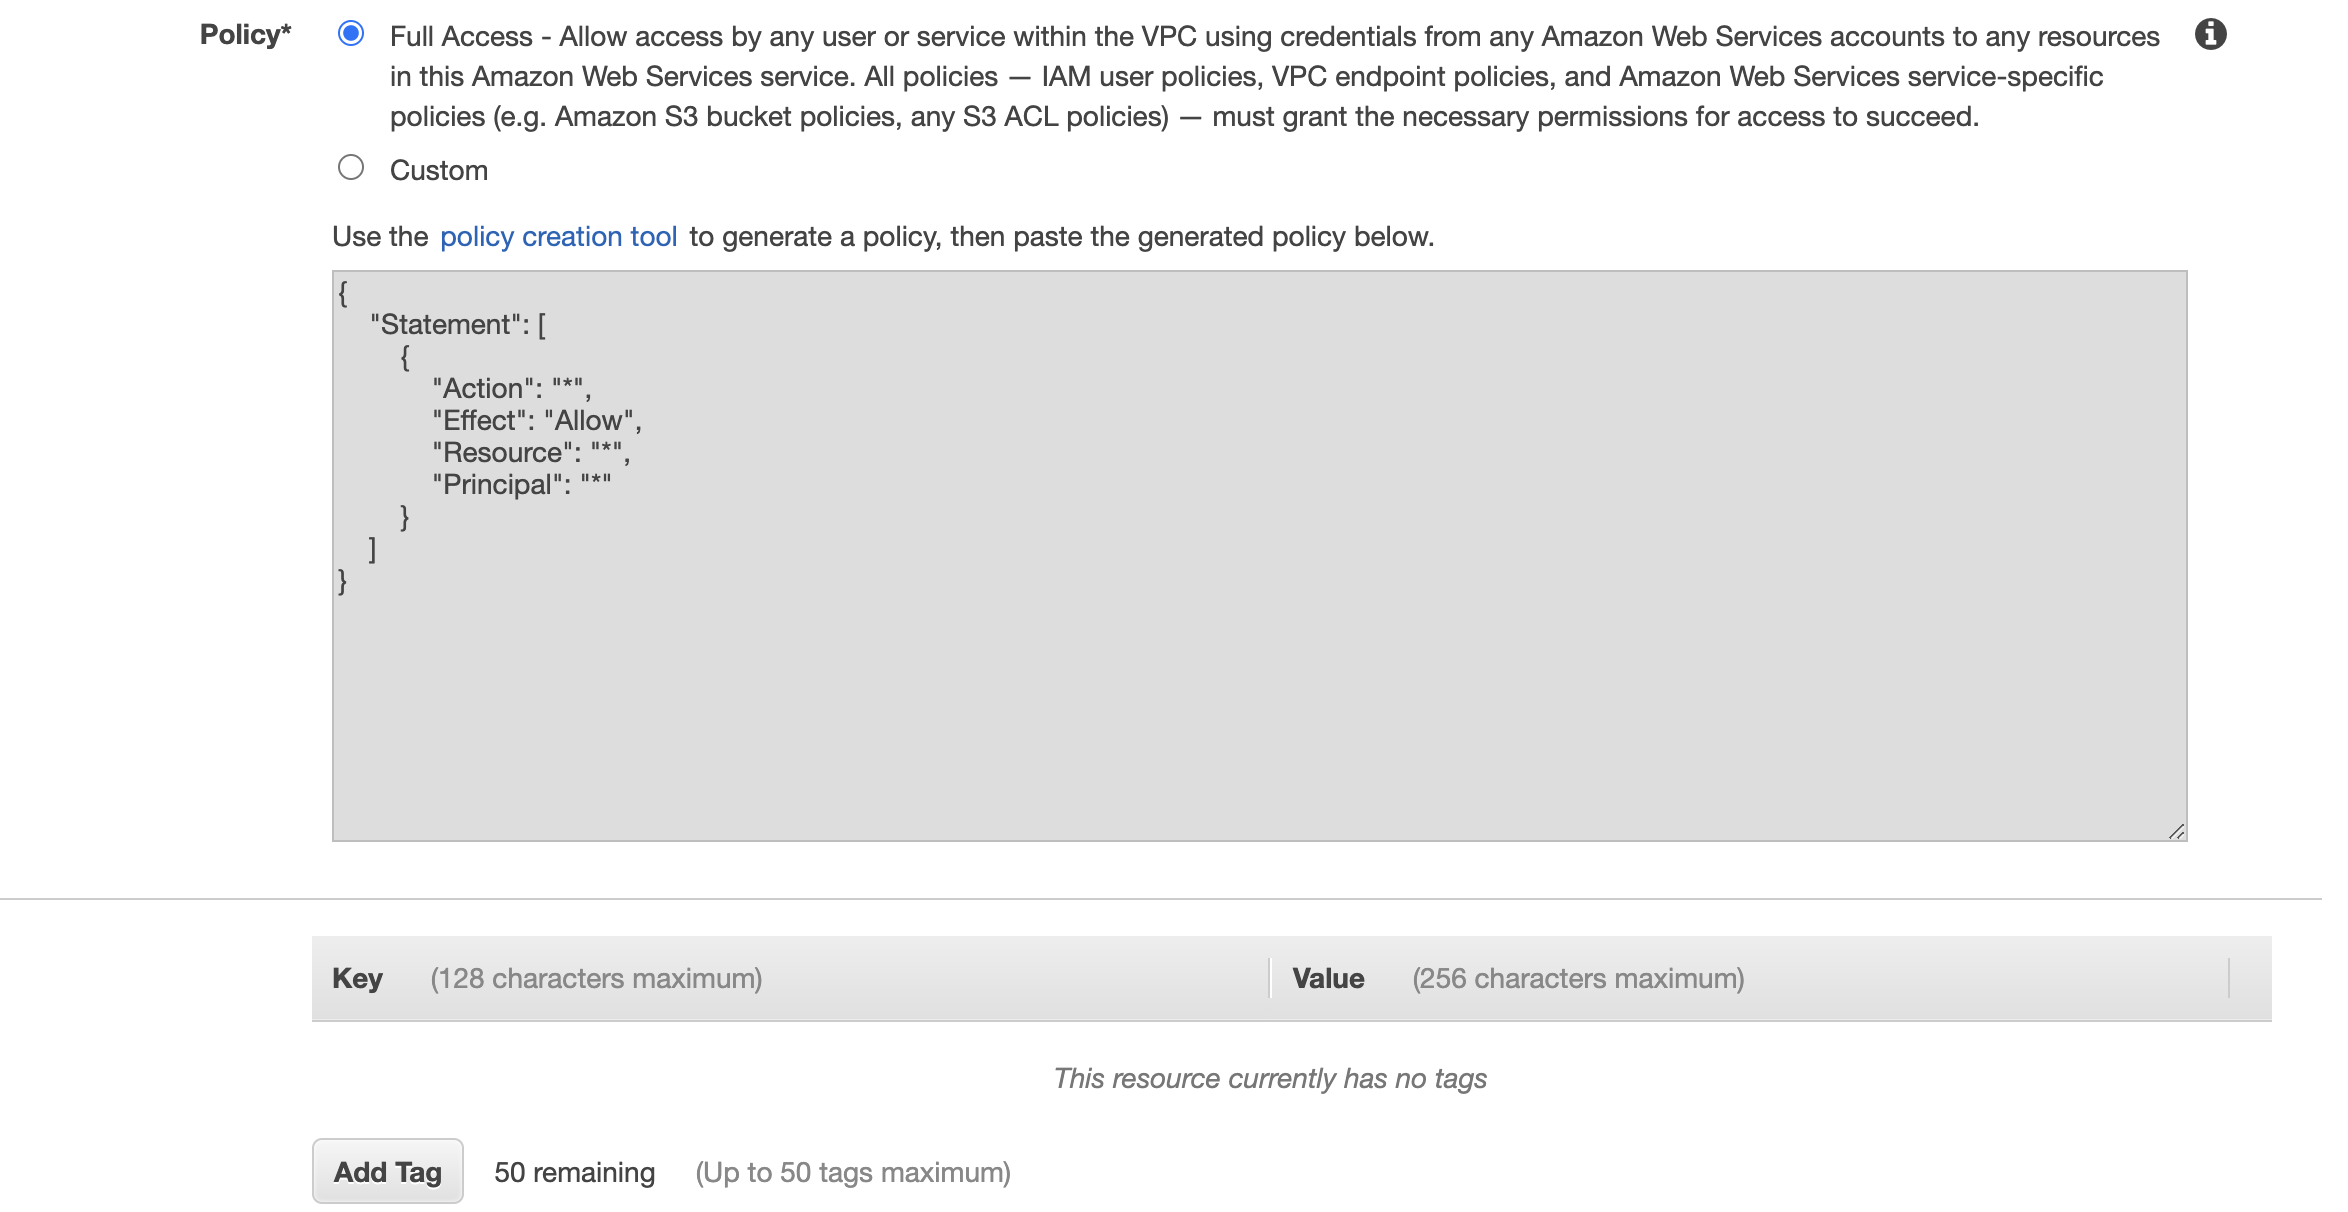 Policy*
Full Access - Allow access by any user or service within the VPC using credentials from any Amazon Web Services accounts to any resources
in this Amazon Web Services service. All policies — IAM user policies, VPC endpoint policies, and Amazon Web Services service-specific
policies (e.g. Amazon S3 bucket policies, any S3 ACL policies) — must grant the necessary permissions for access to succeed.
Custom
Use the policy creation tool to generate a policy, then paste the generated policy below.
{
"Statement": [
{
"Action": "*",
"Effect": "Allow",
"Resource": "*",
"Principal": "*"
}
]
}
Key (128 characters maximum) Value (256 characters maximum)
This resource currently has no tags
Add Tag 50 remaining (Up to 50 tags maximum)